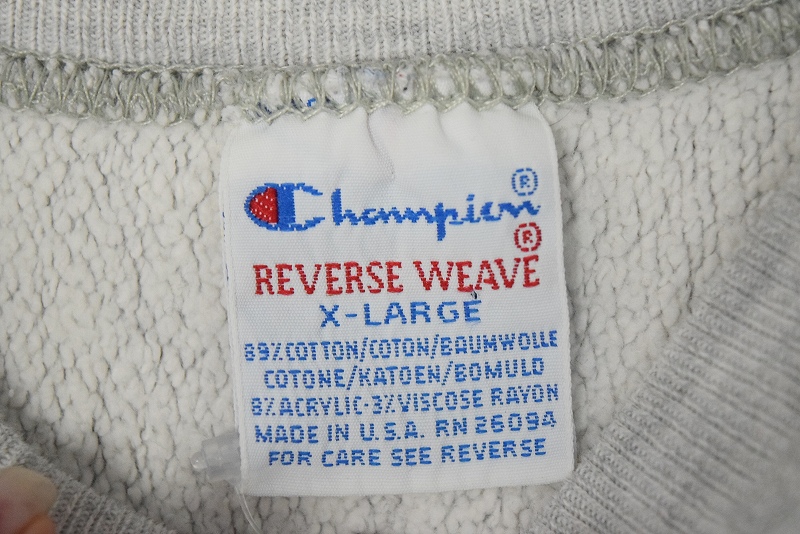 Champion®
REVERSE WEAVE®
X-LARGE
89% COTTON/COTON/BAUMWOLLE
COTONE/KATOEN/BOMULD
8% ACRYLIC·3% VISCOSE RAYON
MADE IN U.S.A. RN 26094
FOR CARE SEE REVERSE